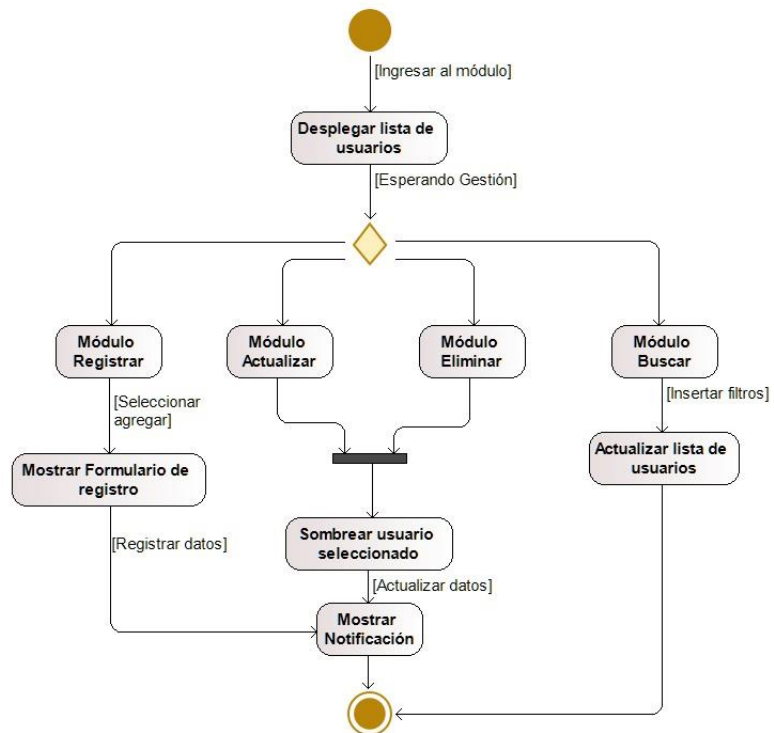 [Ingresar al módulo]
Desplegar lista de
usuarios
[Esperando Gestión]
Módulo
Registrar
Módulo
Actualizar
Módulo
Eliminar
Módulo
Buscar
[Seleccionar
agregar]
[Insertar filtros]
Mostrar Formulario de
registro
Actualizar lista de
usuarios
[Registrar datos]
Sombrear usuario
seleccionado
[Actualizar datos]
Mostrar
Notificación